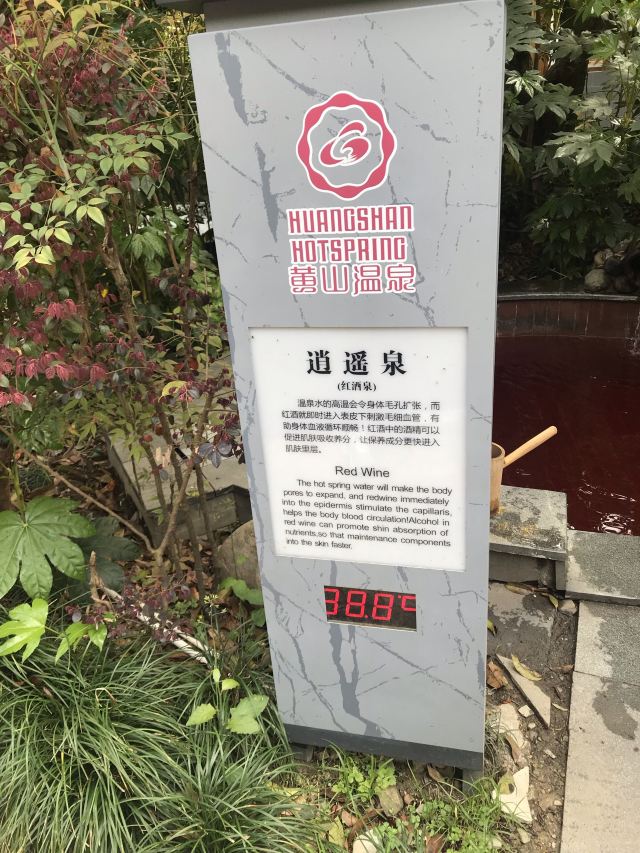 HUANGSHAN
HOTSPRING
黄山温泉
逍遥泉
(红酒泉)
温泉水的高温会令身体毛孔扩张，而
红酒就即时进入表皮下刺激毛细血管，有
助身体血液循环顺畅！红酒中的酒精可以
促进肌肤吸收养分，让保养成分更快进入
肌肤里层。
Red Wine
The hot spring water will make the body
pores to expand, and redwine immediately
into the epidermis stimulate the capillaris,
helps the body blood circulation!Alcohol in
red wine can promote shin absorption of
nutrients,so that maintenance components
into the skin faster.
38.8℃